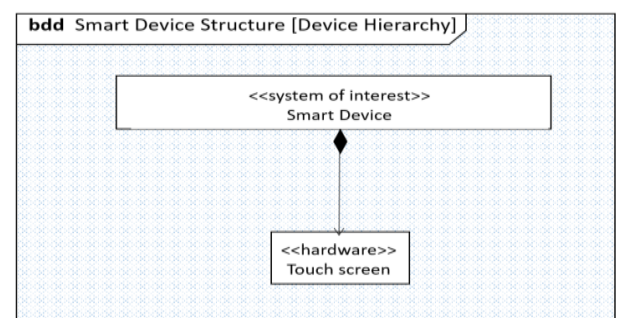 bdd Smart Device Structure [Device Hierarchy]
<<system of interest>>
Smart Device
<<hardware>>
Touch screen